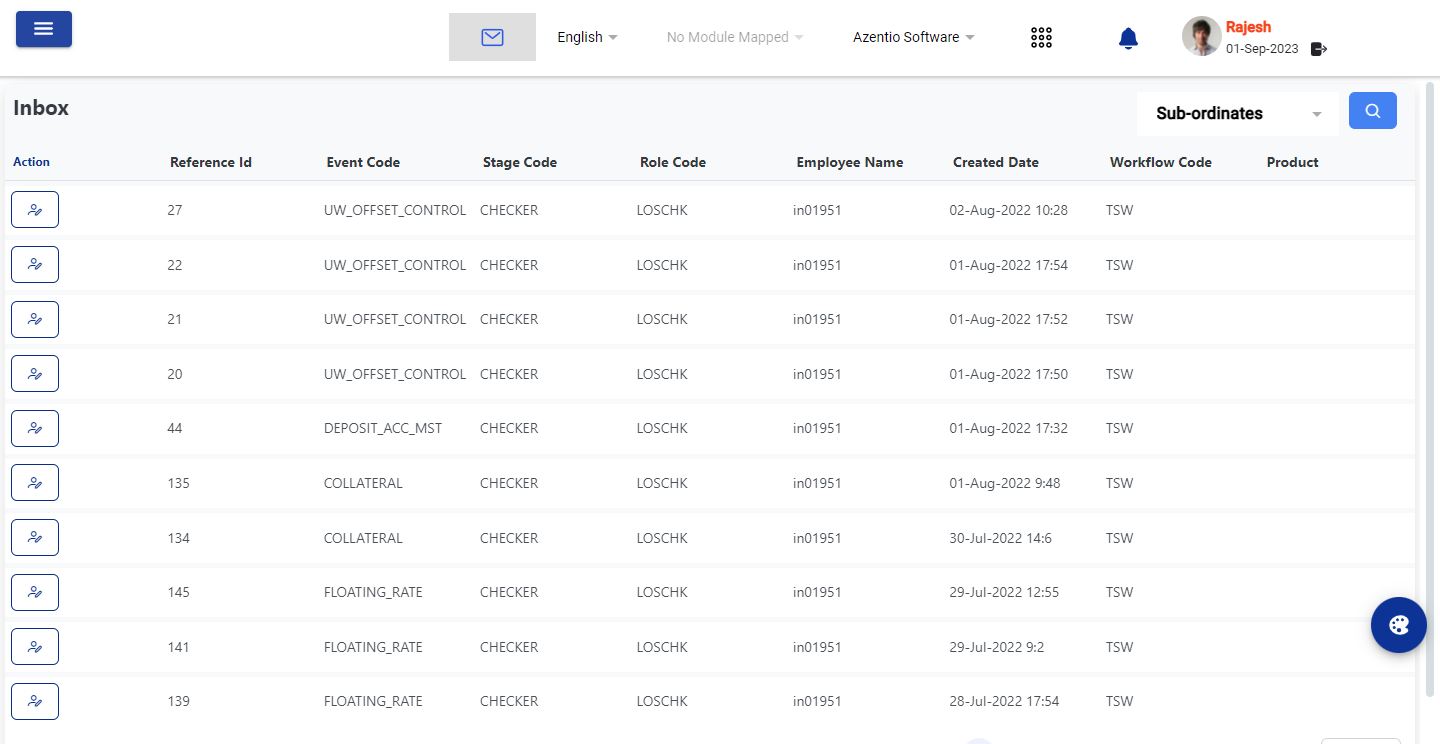 English No Module Mapped Azentio Software Rajesh
01-Sep-2023
Inbox Sub-ordinates
Action Reference Id Event Code Stage Code Role Code Employee Name Created Date Workflow Code Product
27 UW_OFFSET_CONTROL CHECKER LOSCHK in01951 02-Aug-2022 10:28 TSW
22 UW_OFFSET_CONTROL CHECKER LOSCHK in01951 01-Aug-2022 17:54 TSW
21 UW_OFFSET_CONTROL CHECKER LOSCHK in01951 01-Aug-2022 17:52 TSW
20 UW_OFFSET_CONTROL CHECKER LOSCHK in01951 01-Aug-2022 17:50 TSW
44 DEPOSIT_ACC_MST CHECKER LOSCHK in01951 01-Aug-2022 17:32 TSW
135 COLLATERAL CHECKER LOSCHK in01951 01-Aug-2022 9:48 TSW
134 COLLATERAL CHECKER LOSCHK in01951 30-Jul-2022 14:6 TSW
145 FLOATING_RATE CHECKER LOSCHK in01951 29-Jul-2022 12:55 TSW
141 FLOATING_RATE CHECKER LOSCHK in01951 29-Jul-2022 9:2 TSW
139 FLOATING_RATE CHECKER LOSCHK in01951 28-Jul-2022 17:54 TSW